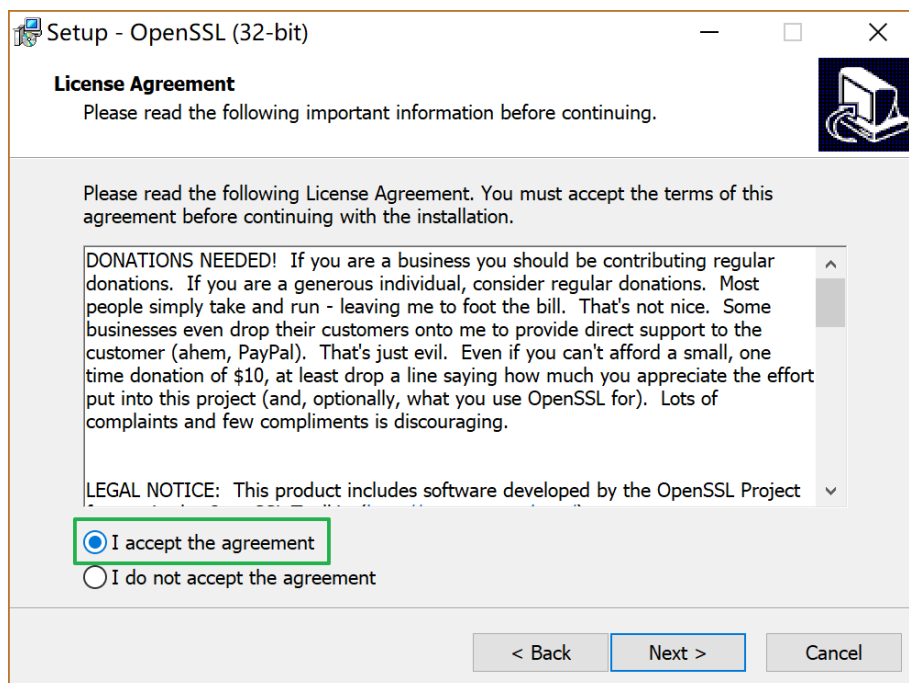 Setup - OpenSSL (32-bit)
License Agreement
Please read the following important information before continuing.
Please read the following License Agreement. You must accept the terms of this
agreement before continuing with the installation.
DONATIONS NEEDED!  If you are a business you should be contributing regular
donations.  If you are a generous individual, consider regular donations.  Most
people simply take and run - leaving me to foot the bill.  That's not nice.  Some
businesses even drop their customers onto me to provide direct support to the
customer (ahem, PayPal).  That's just evil.  Even if you can't afford a small, one
time donation of $10, at least drop a line saying how much you appreciate the effort
put into this project (and, optionally, what you use OpenSSL for).  Lots of
complaints and few compliments is discouraging.
LEGAL NOTICE:  This product includes software developed by the OpenSSL Project
I accept the agreement
I do not accept the agreement
< Back
Next >
Cancel